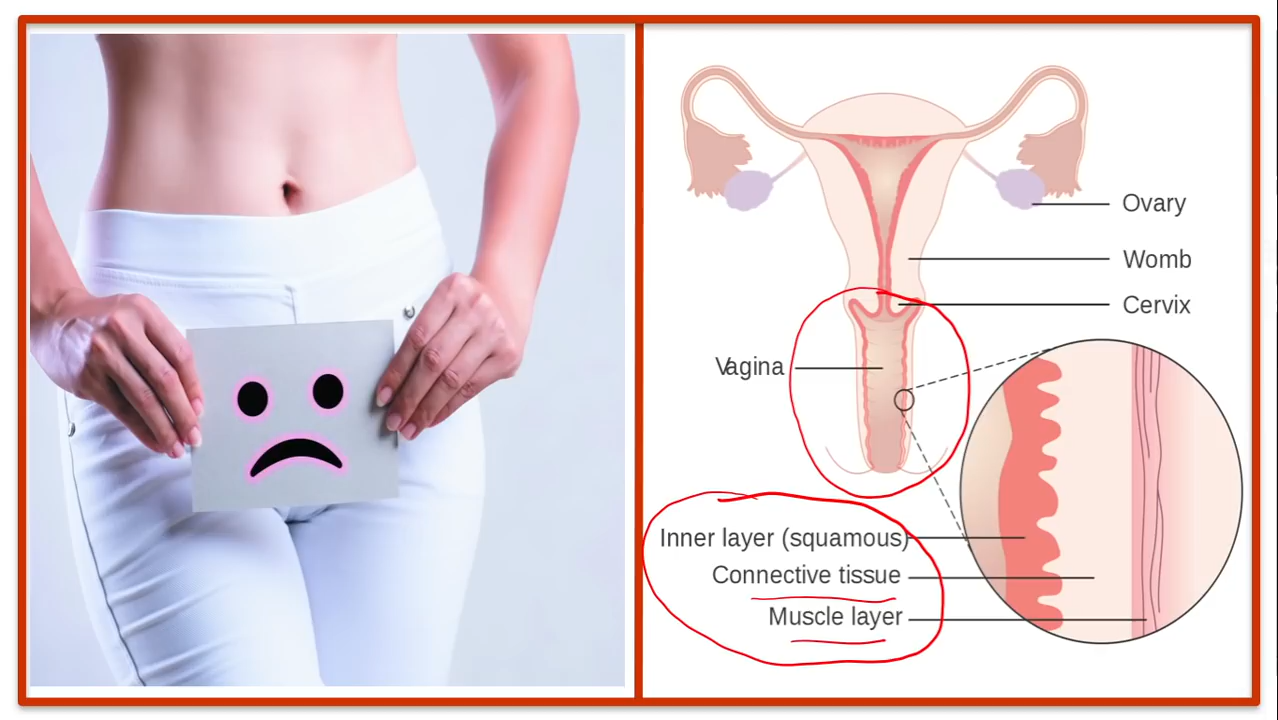 Ovary
Womb
Cervix
Vagina
Inner layer (squamous)
Connective tissue
Muscle layer